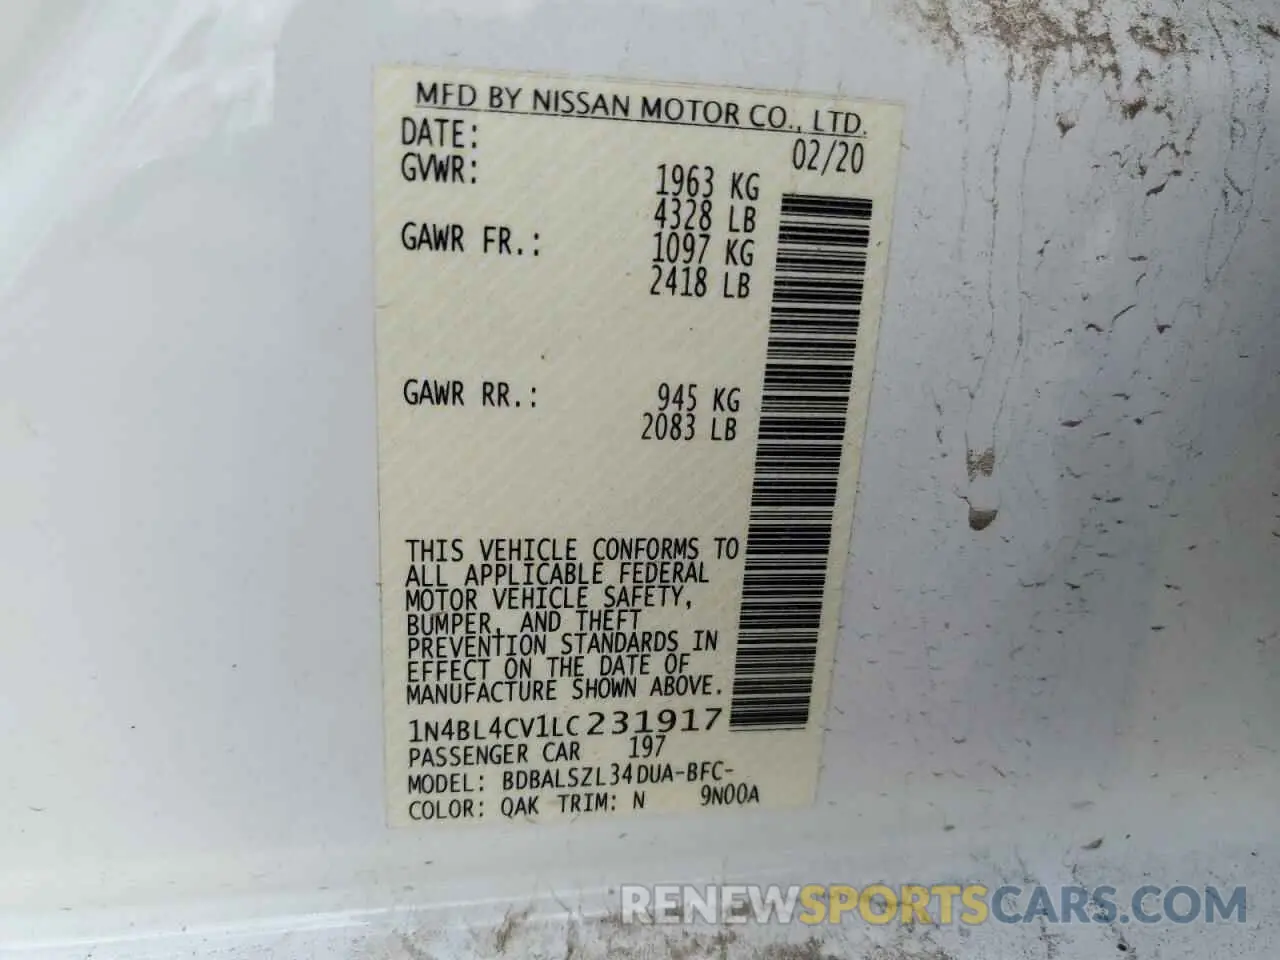 MFD BY NISSAN MOTOR CO., LTD.
DATE: 02/20
GVWR: 1963 KG
4328 LB
GAWR FR.: 1097 KG
2418 LB
GAWR RR.: 945 KG
2083 LB
THIS VEHICLE CONFORMS TO
ALL APPLICABLE FEDERAL
MOTOR VEHICLE SAFETY,
BUMPER, AND THEFT
PREVENTION STANDARDS IN
EFFECT ON THE DATE OF
MANUFACTURE SHOWN ABOVE.
1N4BL4CV1LC231917
PASSENGER CAR 197
MODEL: BDBALSZL34DUA-BFC-
COLOR: QAK TRIM: N 9N00A
RENEWSPORTSCARS.COM